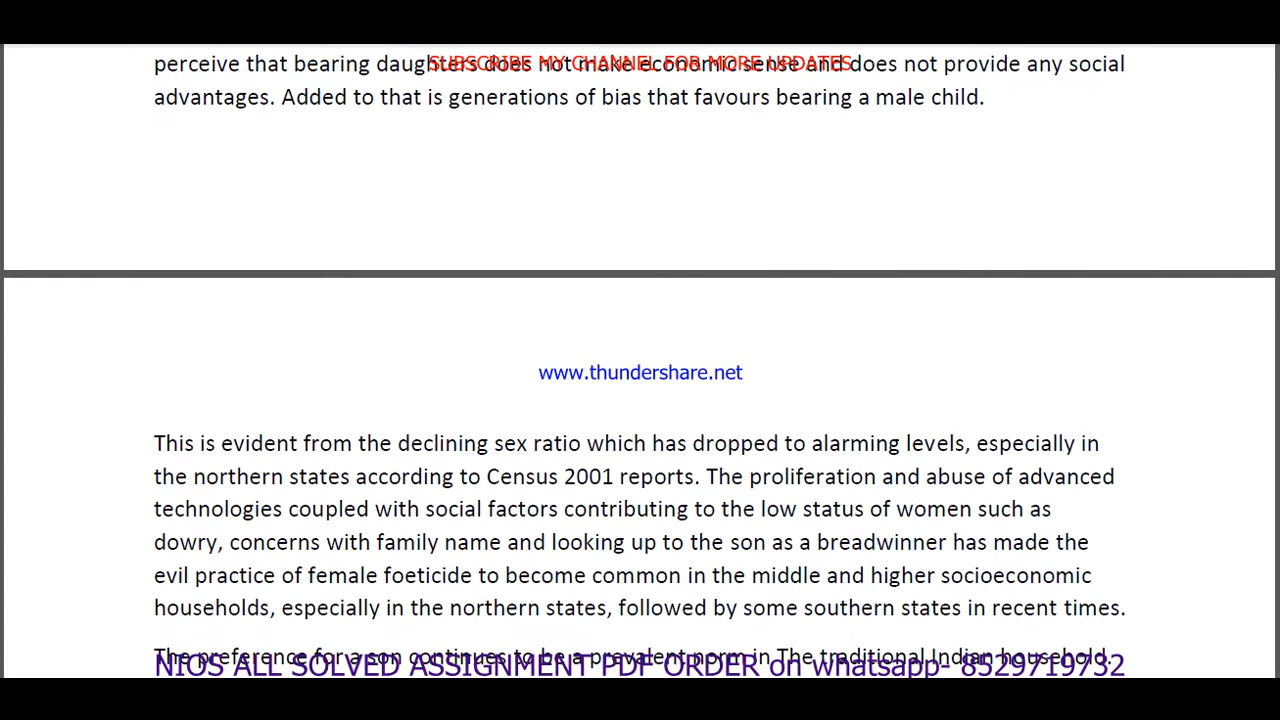 perceive that bearing daughters does not make economic sense and does not provide any social
SUBSCRIBE MY CHANNEL FOR MORE UPDATES
advantages. Added to that is generations of bias that favours bearing a male child.
www.thundershare.net
This is evident from the declining sex ratio which has dropped to alarming levels, especially in
the northern states according to Census 2001 reports. The proliferation and abuse of advanced
technologies coupled with social factors contributing to the low status of women such as
dowry, concerns with family name and looking up to the son as a breadwinner has made the
evil practice of female foeticide to become common in the middle and higher socioeconomic
households, especially in the northern states, followed by some southern states in recent times.
The preference for a son continues to be a prevalent norm in The traditional Indian household.
NIOS ALL SOLVED ASSIGNMENT PDF ORDER on whatsapp- 8529719732